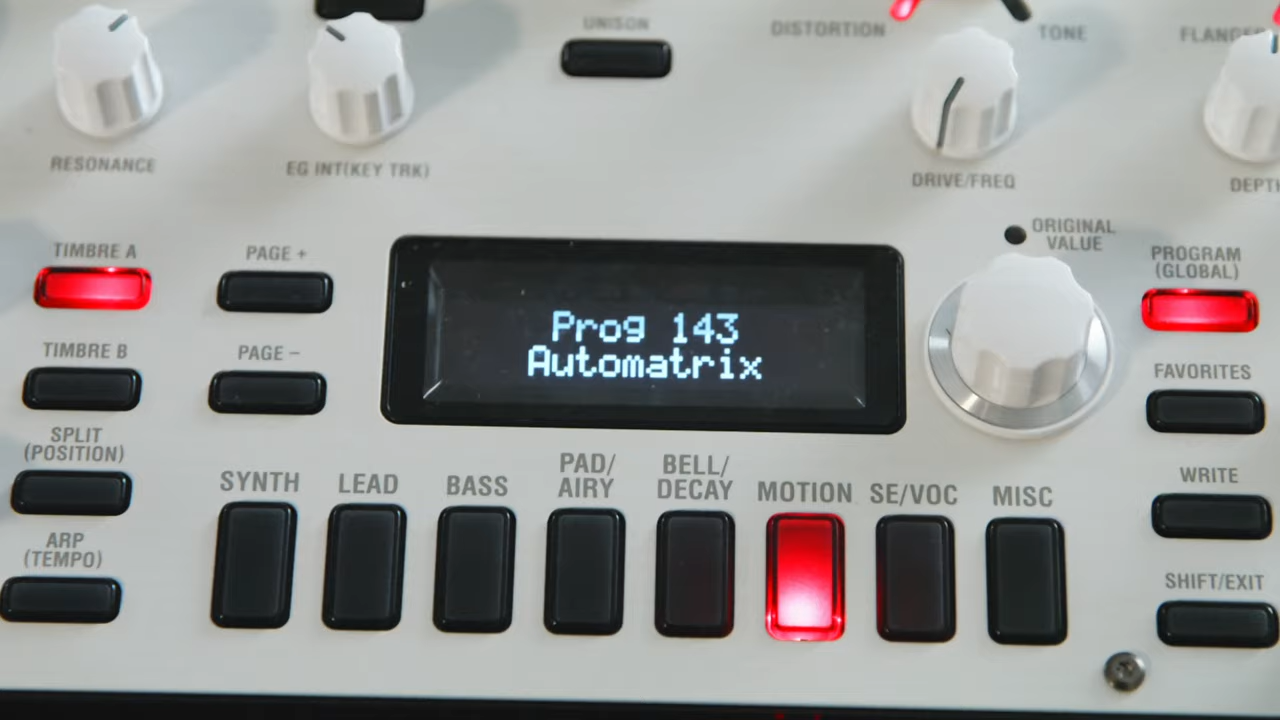 UNISON
DISTORTION
TONE
FLANGER
RESONANCE
EG INT(KEY TRK)
DRIVE/FREQ
DEPTH
TIMBRE A
PAGE +
ORIGINAL
VALUE
PROGRAM
(GLOBAL)
Prog 143
Automatrix
TIMBRE B
PAGE –
FAVORITES
SPLIT
(POSITION)
SYNTH
LEAD
BASS
PAD/
AIRY
BELL/
DECAY
MOTION
SE/VOC
MISC
WRITE
ARP
(TEMPO)
SHIFT/EXIT